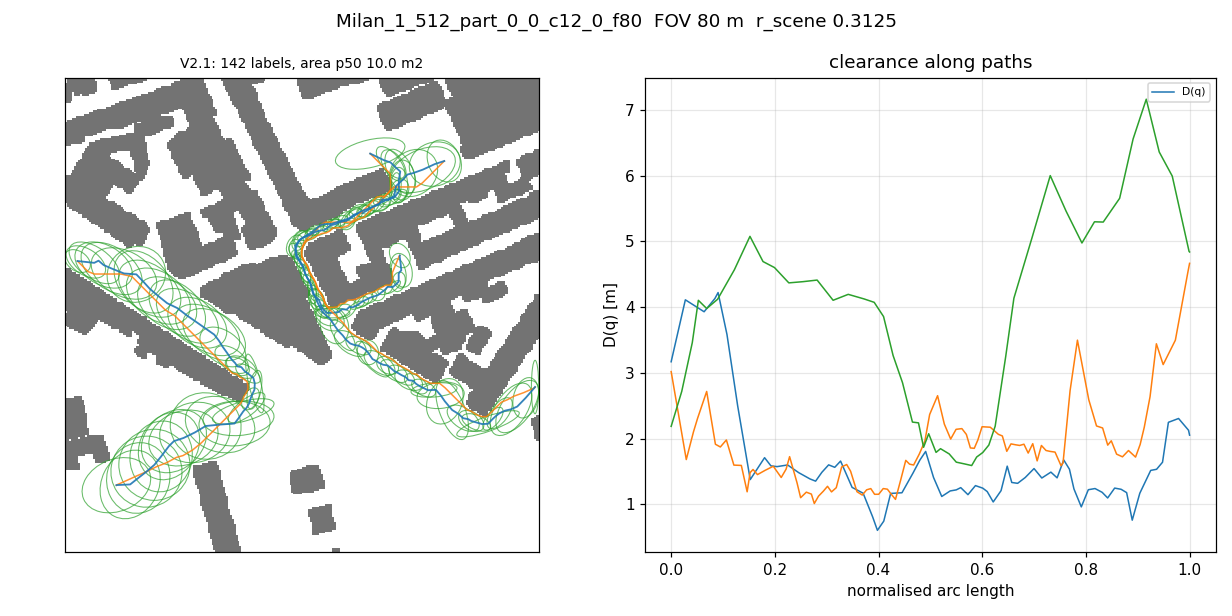 Milan_1_512_part_0_0_c12_0_f80  FOV 80 m  r_scene 0.3125
V2.1: 142 labels, area p50 10.0 m2
clearance along paths
D(q)
7
6
5
4
3
2
1
D(q) [m]
0.0 0.2 0.4 0.6 0.8 1.0
normalised arc length